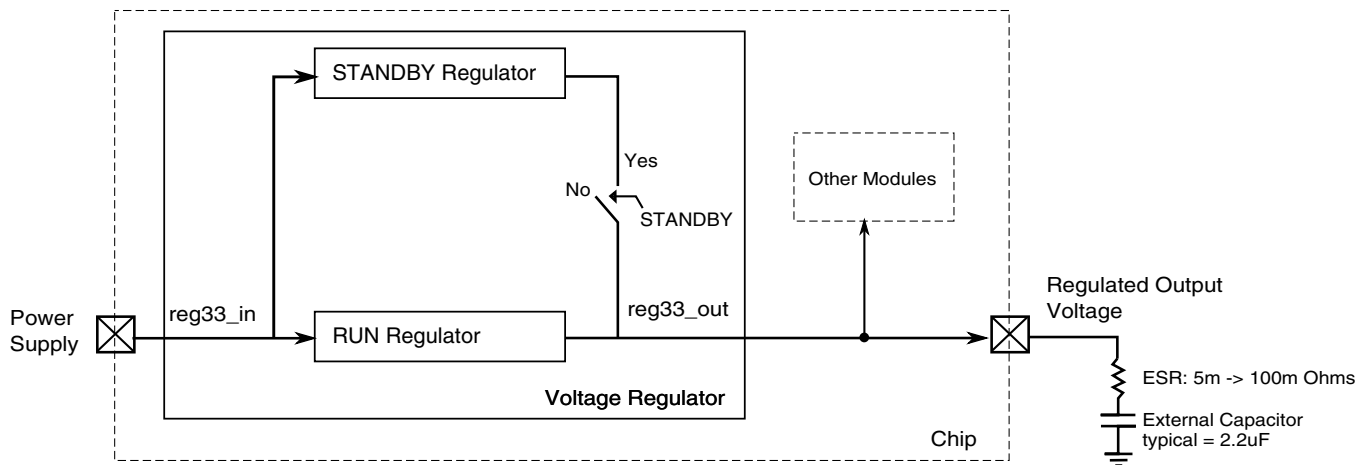 STANDBY Regulator
Yes
No
STANDBY
Other Modules
Power
Supply
reg33_in
RUN Regulator
reg33_out
Regulated Output
Voltage
Voltage Regulator
ESR: 5m -> 100m Ohms
External Capacitor
typical = 2.2uF
Chip